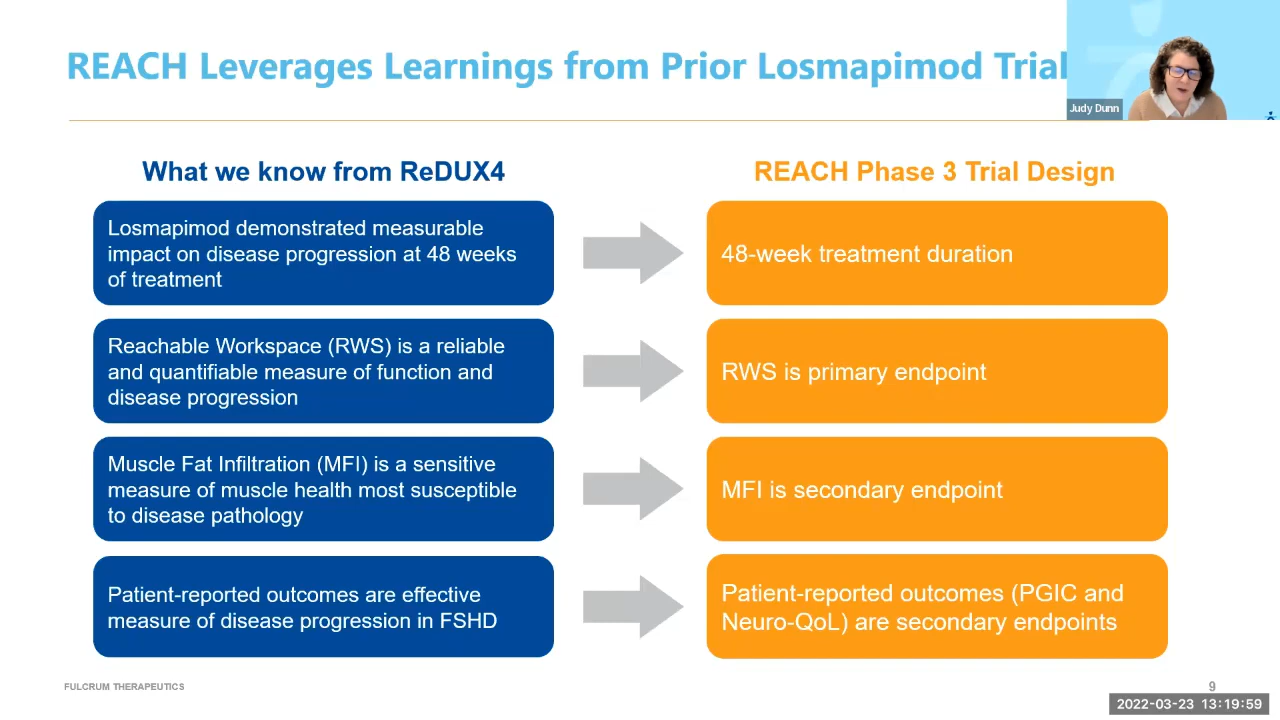 REACH Leverages Learnings from Prior Losmapimod Trial
Judy Dunn
What we know from ReDUX4
REACH Phase 3 Trial Design
Losmapimod demonstrated measurable
impact on disease progression at 48 weeks
of treatment
48-week treatment duration
Reachable Workspace (RWS) is a reliable
and quantifiable measure of function and
disease progression
RWS is primary endpoint
Muscle Fat Infiltration (MFI) is a sensitive
measure of muscle health most susceptible
to disease pathology
MFI is secondary endpoint
Patient-reported outcomes are effective
measure of disease progression in FSHD
Patient-reported outcomes (PGIC and
Neuro-QoL) are secondary endpoints
FULCRUM THERAPEUTICS
9
2022-03-23 13:19:59